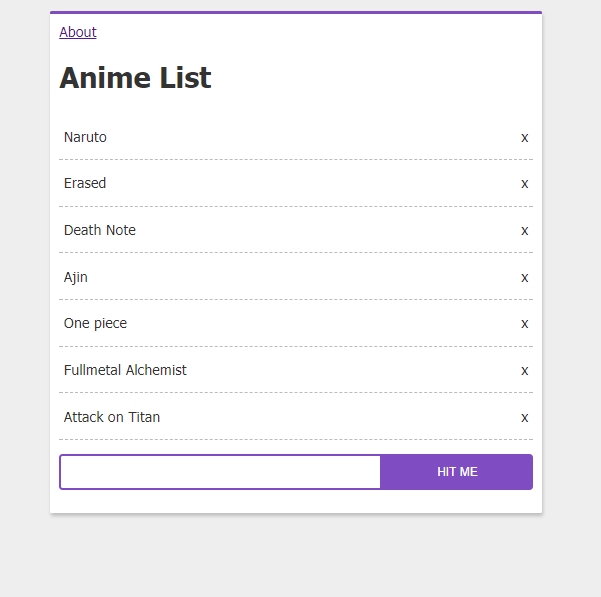 About
Anime List
Naruto x
Erased x
Death Note x
Ajin x
One piece x
Fullmetal Alchemist x
Attack on Titan x
HIT ME